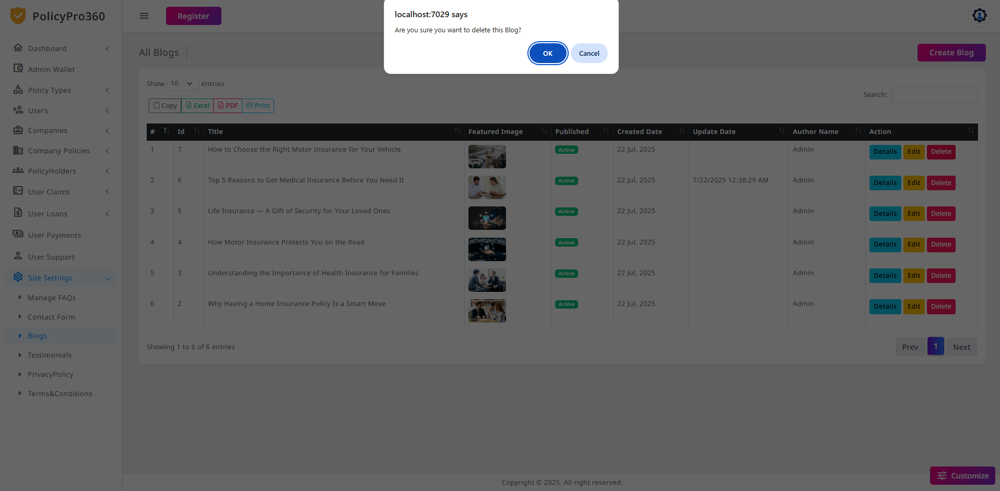 PolicyPro360
Register
localhost:7029 says
Are you sure you want to delete this Blog?
OK
Cancel
Dashboard
Admin Wallet
Policy Types
Users
Companies
Company Policies
PolicyHolders
User Claims
User Loans
User Payments
User Support
Site Settings
Manage FAQs
Contact Form
Blogs
Testimonials
PrivacyPolicy
Terms&Conditions
All Blogs
Create Blog
Show 10 entries
Search:
Copy Excel PDF Print
# Id Title Featured Image Published Created Date Update Date Author Name Action
1 7 How to Choose the Right Motor Insurance for Your Vehicle Active 22 Jul, 2025 Admin Details Edit Delete
2 6 Top 5 Reasons to Get Medical Insurance Before You Need It Active 22 Jul, 2025 7/22/2025 12:38:29 AM Admin Details Edit Delete
3 5 Life Insurance — A Gift of Security for Your Loved Ones Active 22 Jul, 2025 Admin Details Edit Delete
4 4 How Motor Insurance Protects You on the Road Active 22 Jul, 2025 Admin Details Edit Delete
5 3 Understanding the Importance of Health Insurance for Families Active 22 Jul, 2025 Admin Details Edit Delete
6 2 Why Having a Home Insurance Policy Is a Smart Move Active 22 Jul, 2025 Admin Details Edit Delete
Showing 1 to 6 of 6 entries
Prev 1 Next
Copyright © 2025. All right reserved.
Customize